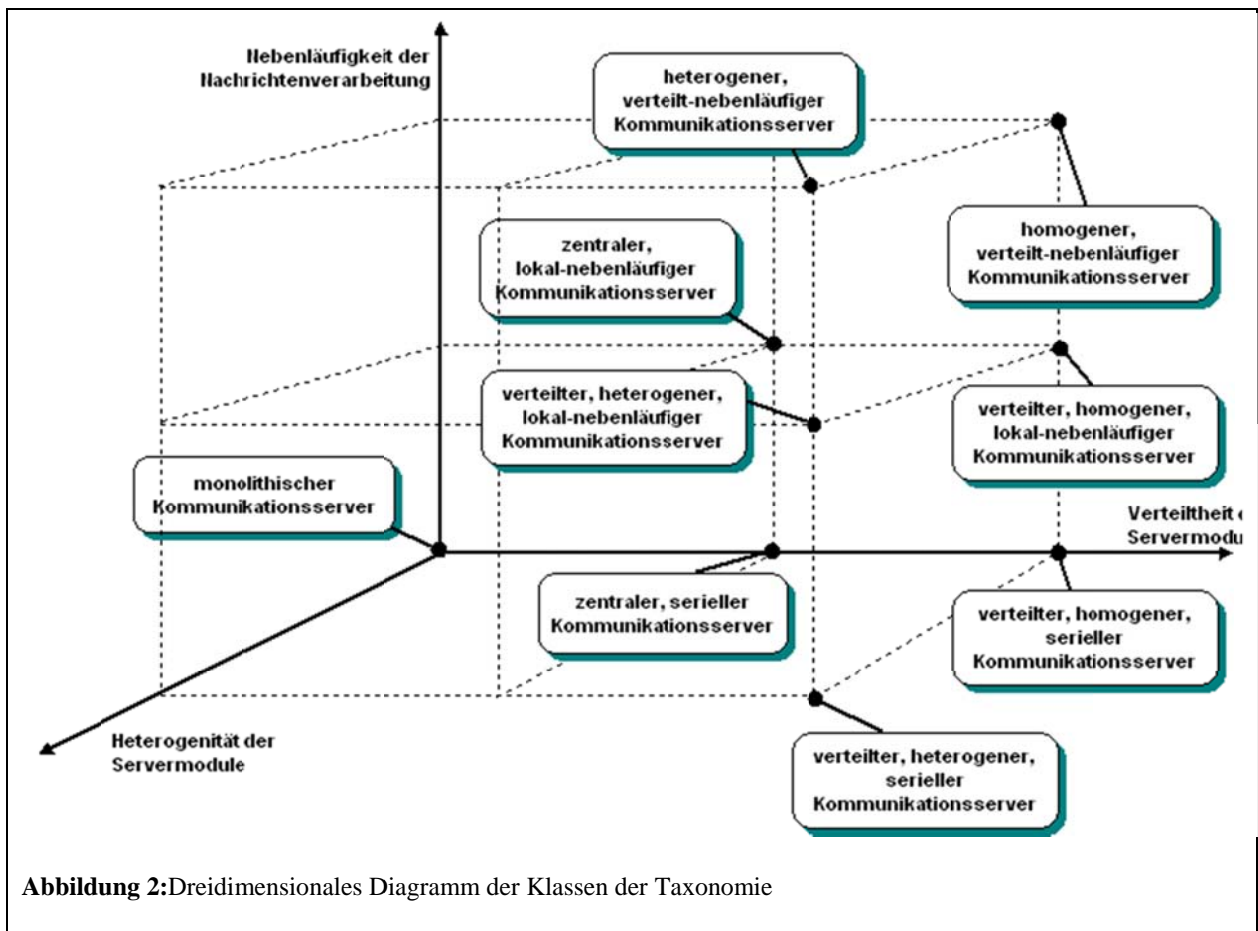 Nebenläufigkeit der
Nachrichtenverarbeitung
heterogener,
verteilt-nebenläufiger
Kommunikationsserver
zentraler,
lokal-nebenläufiger
Kommunikationsserver
homogener,
verteilt-nebenläufiger
Kommunikationsserver
verteilter, heterogener,
lokal-nebenläufiger
Kommunikationsserver
verteilter, homogener,
lokal-nebenläufiger
Kommunikationsserver
monolithischer
Kommunikationsserver
Verteiltheit
Servermodu
zentraler, serieller
Kommunikationsserver
verteilter, homogener,
serieller
Kommunikationsserver
Heterogenität der
Servermodule
verteilter, heterogener,
serieller
Kommunikationsserver
Abbildung 2:Dreidimensionales Diagramm der Klassen der Taxonomie